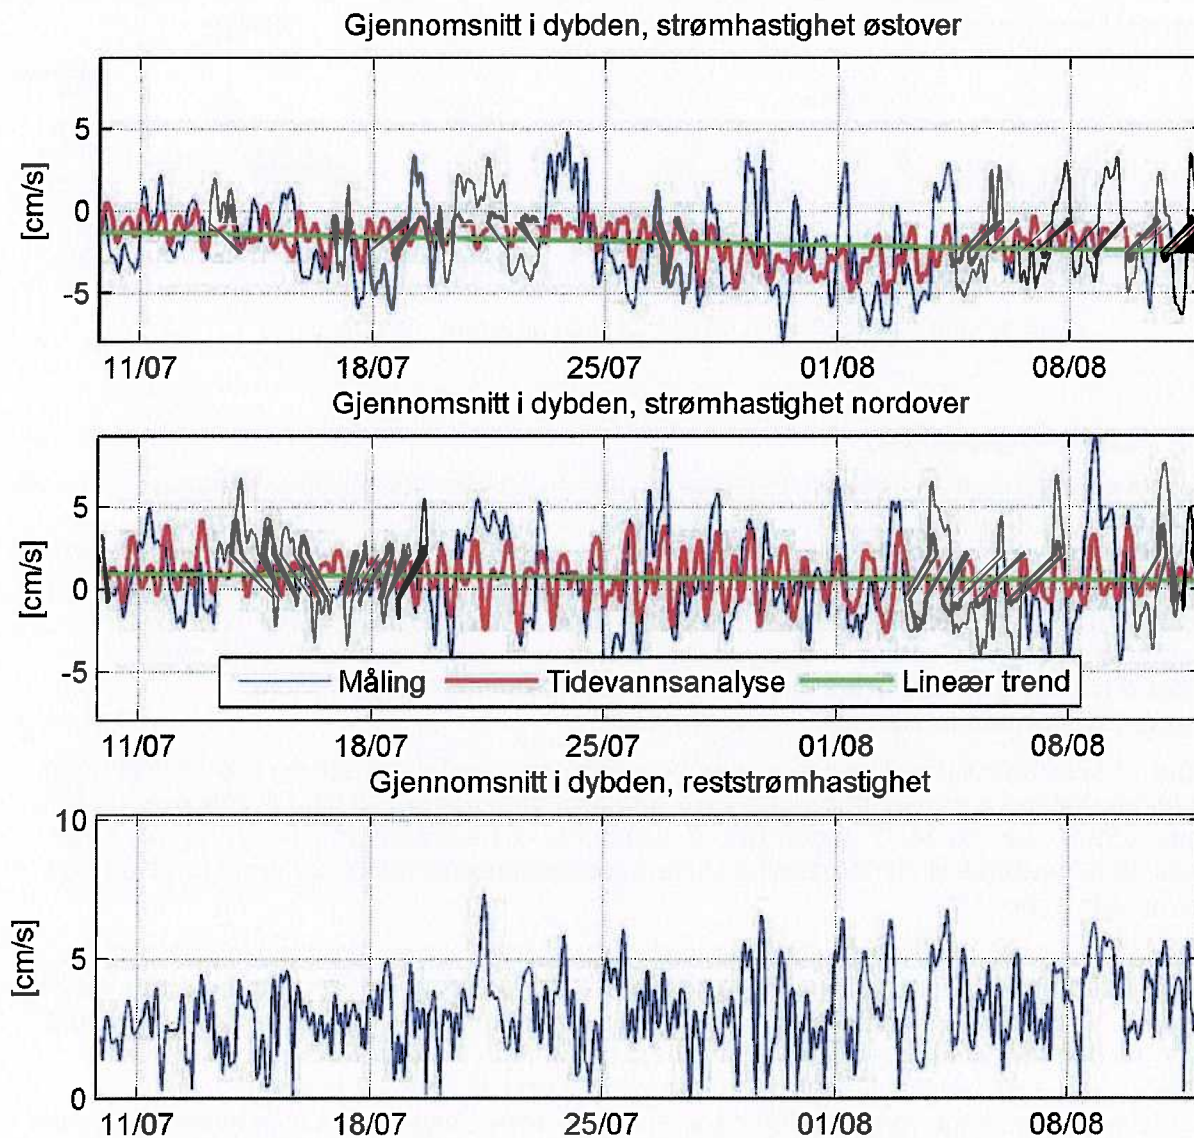 Gjennomsnitt i dybden, strømhastighet østover
5
0
-5
[cm/s]
11/07 18/07 25/07 01/08 08/08
Gjennomsnitt i dybden, strømhastighet nordover
5
0
-5
[cm/s]
Måling Tidevannsanalyse Lineær trend
11/07 18/07 25/07 01/08 08/08
Gjennomsnitt i dybden, reststrømhastighet
10
5
0
[cm/s]
11/07 18/07 25/07 01/08 08/08